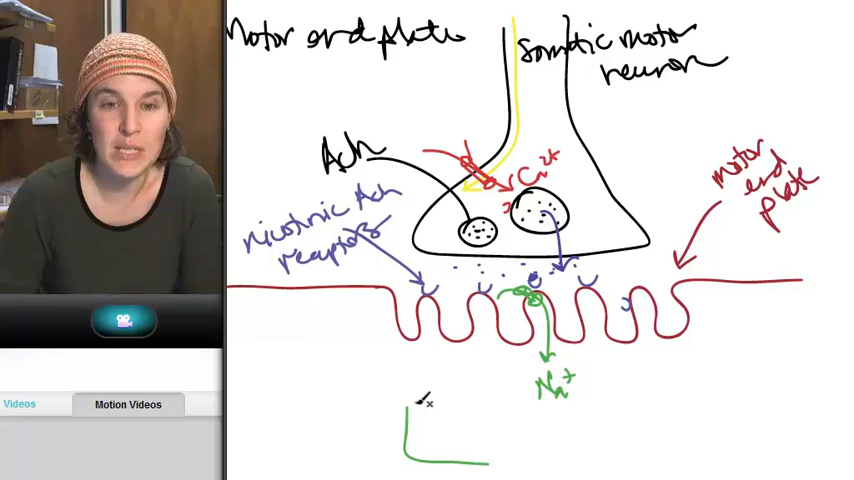 Motor end plate
Somatic motor
neuron
Ach
Ca2+
motor
end
plate
nicotinic Ach
receptors
Na+
Videos
Motion Videos